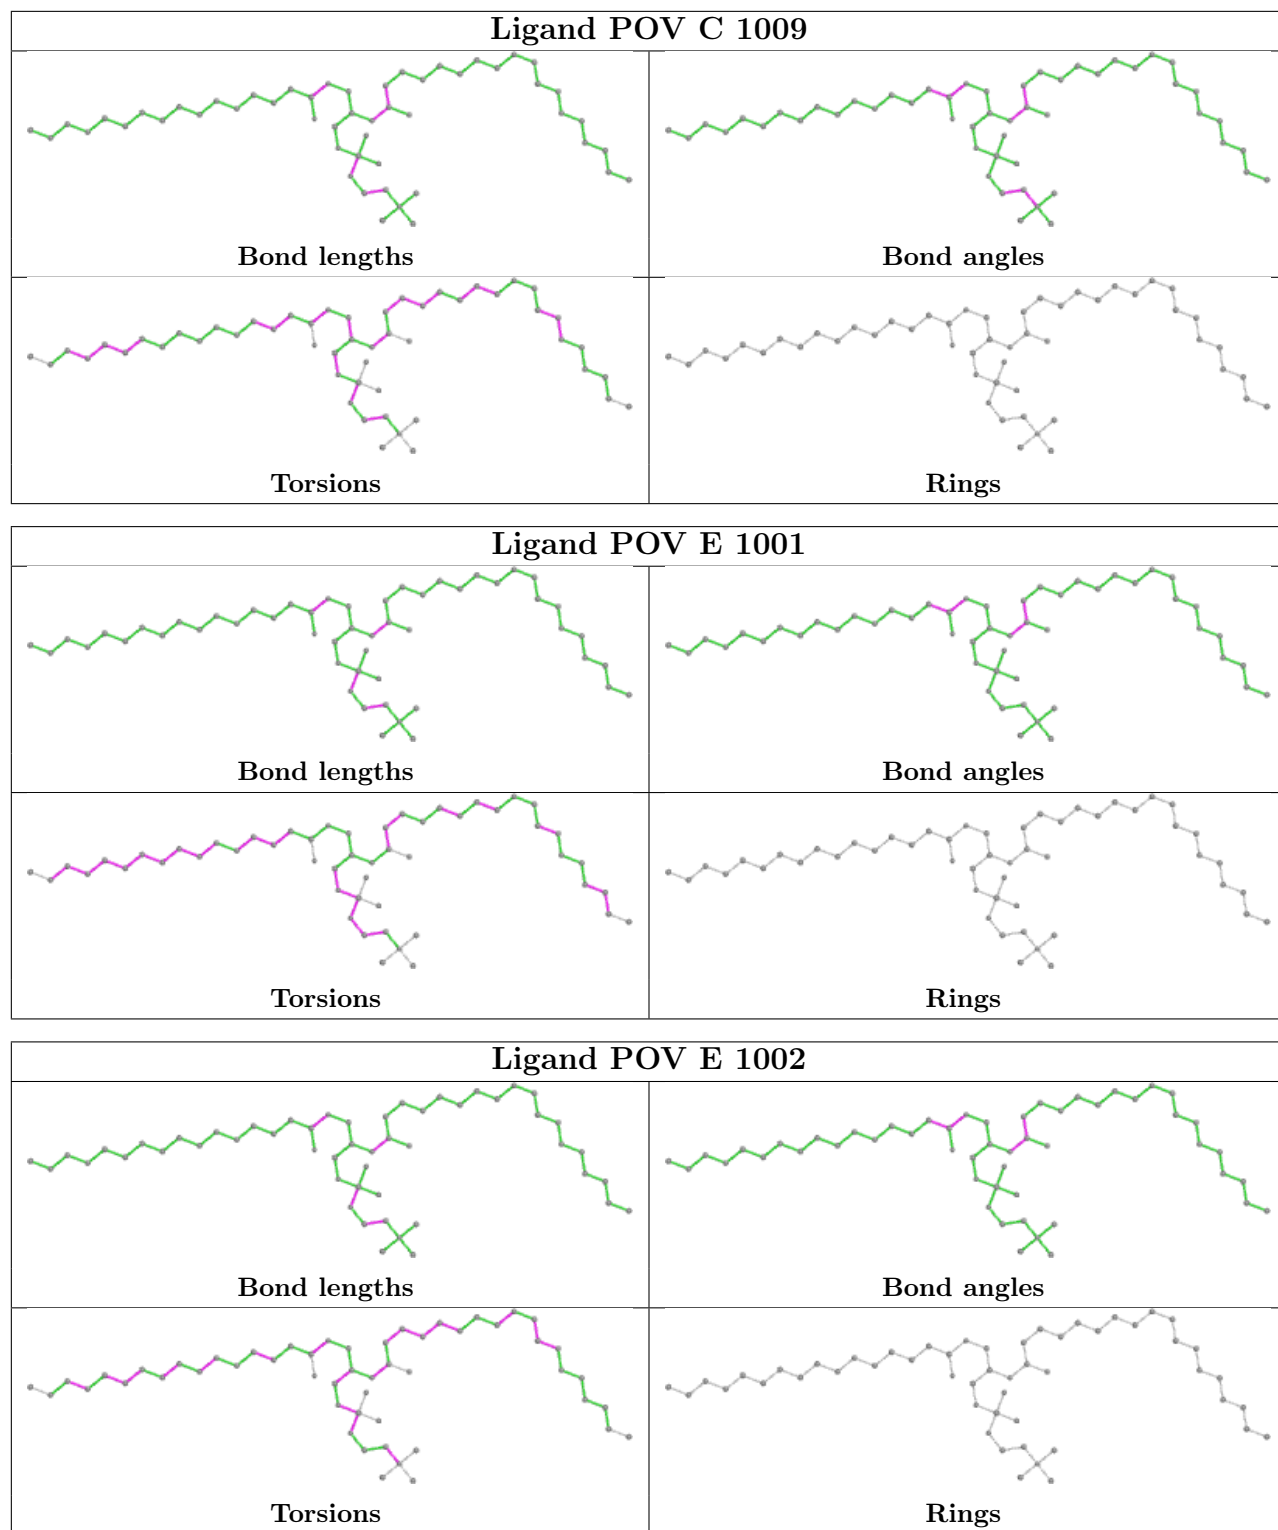 Ligand POV C 1009
Bond lengths
Bond angles
Torsions
Rings
Ligand POV E 1001
Bond lengths
Bond angles
Torsions
Rings
Ligand POV E 1002
Bond lengths
Bond angles
Torsions
Rings